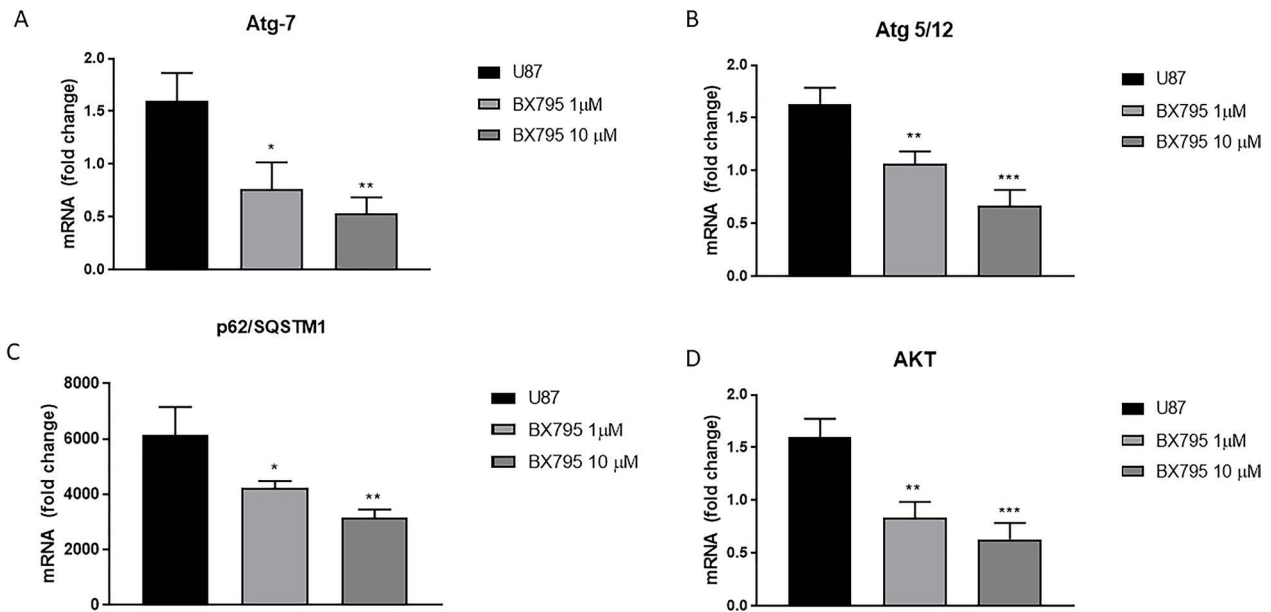 A
Atg-7
mRNA (fold change)
2.0
1.5
1.0
0.5
0.0
*
**
U87
BX795 1μM
BX795 10 μM
B
Atg 5/12
mRNA (fold change)
2.0
1.5
1.0
0.5
0.0
**
***
U87
BX795 1μM
BX795 10 μM
C
p62/SQSTM1
mRNA (fold change)
8000
6000
4000
2000
0
*
**
U87
BX795 1μM
BX795 10 μM
D
AKT
mRNA (fold change)
2.0
1.5
1.0
0.5
0.0
**
***
U87
BX795 1μM
BX795 10 μM